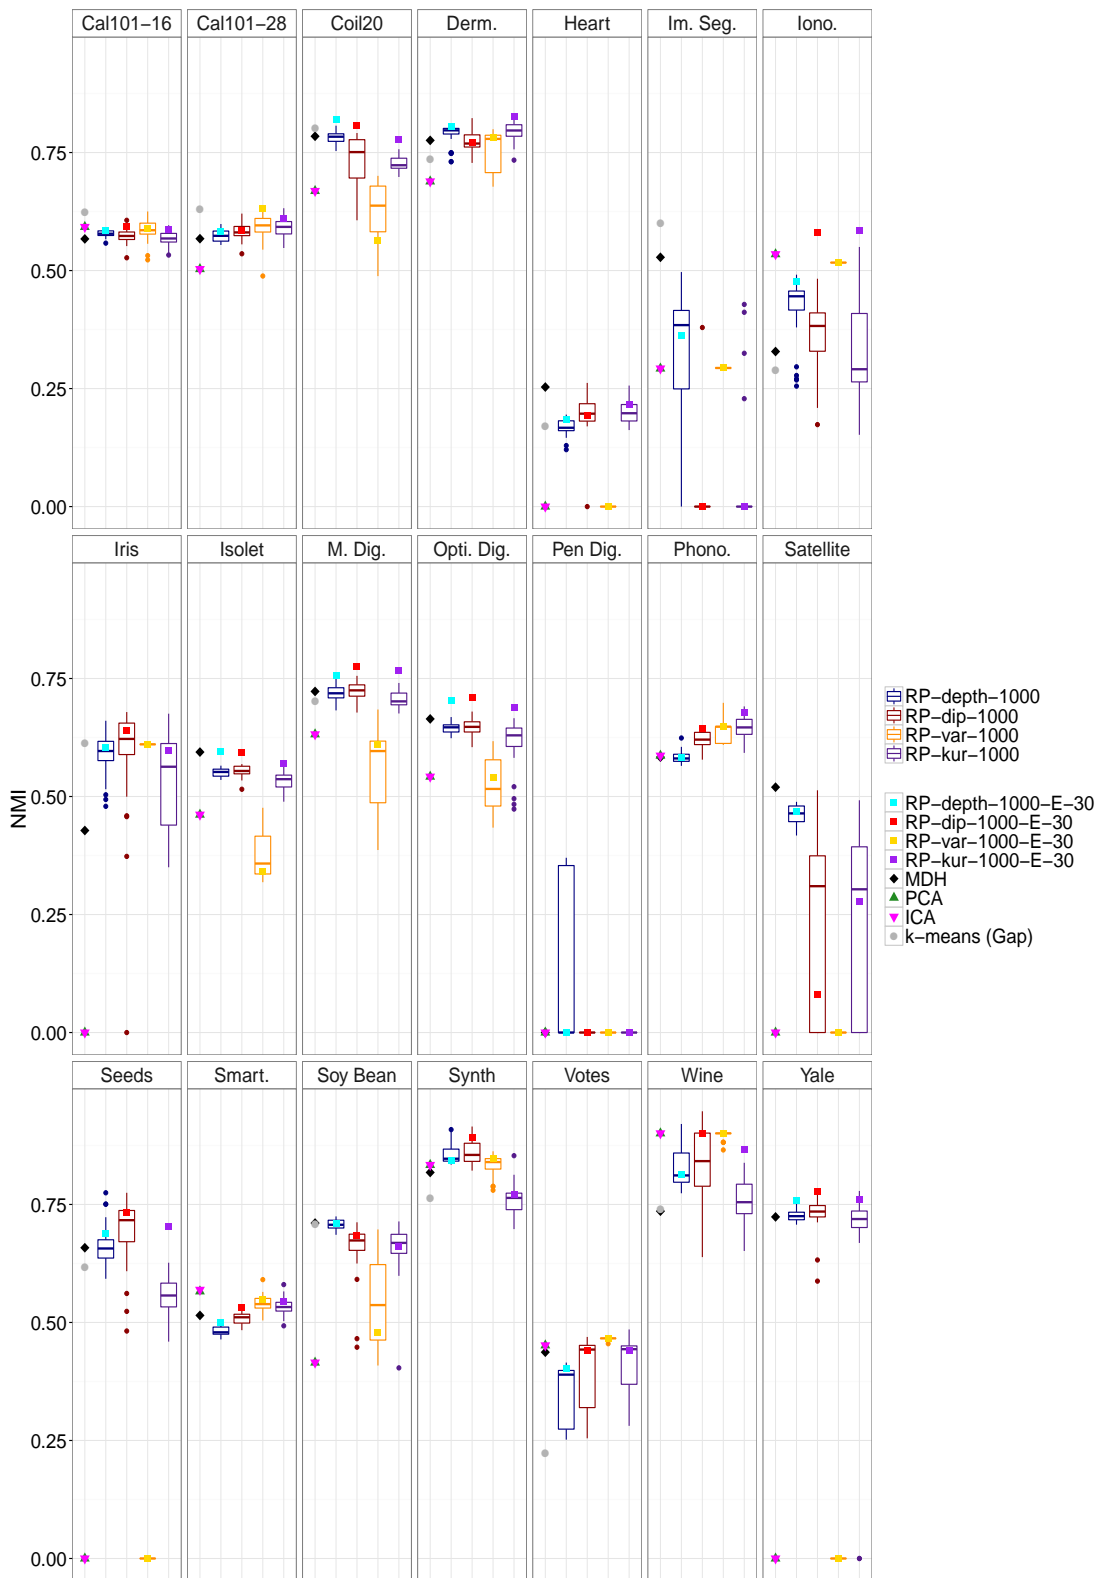 Cal101−16 Cal101−28 Coil20 Derm. Heart Im. Seg. Iono.
0.75
0.50
0.25
0.00
Iris Isolet M. Dig. Opti. Dig. Pen Dig. Phono. Satellite
0.75
0.50
0.25
0.00
NMI
Seeds Smart. Soy Bean Synth Votes Wine Yale
0.75
0.50
0.25
0.00
RP−depth−1000
RP−dip−1000
RP−var−1000
RP−kur−1000
RP−depth−1000−E−30
RP−dip−1000−E−30
RP−var−1000−E−30
RP−kur−1000−E−30
MDH
PCA
ICA
k−means (Gap)